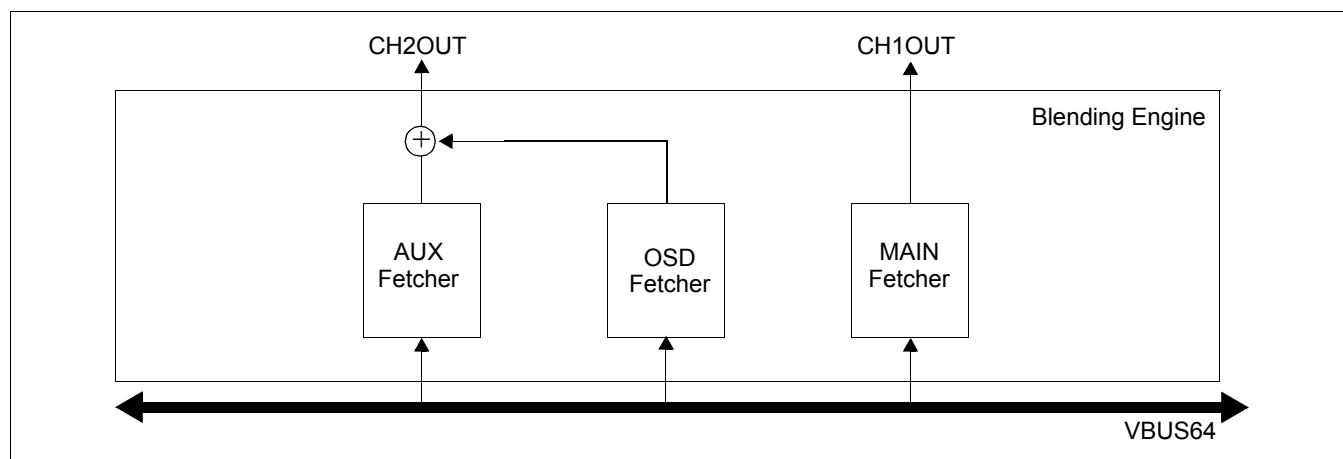 CH2OUT
CH1OUT
Blending Engine
+
AUX
Fetcher
OSD
Fetcher
MAIN
Fetcher
VBUS64